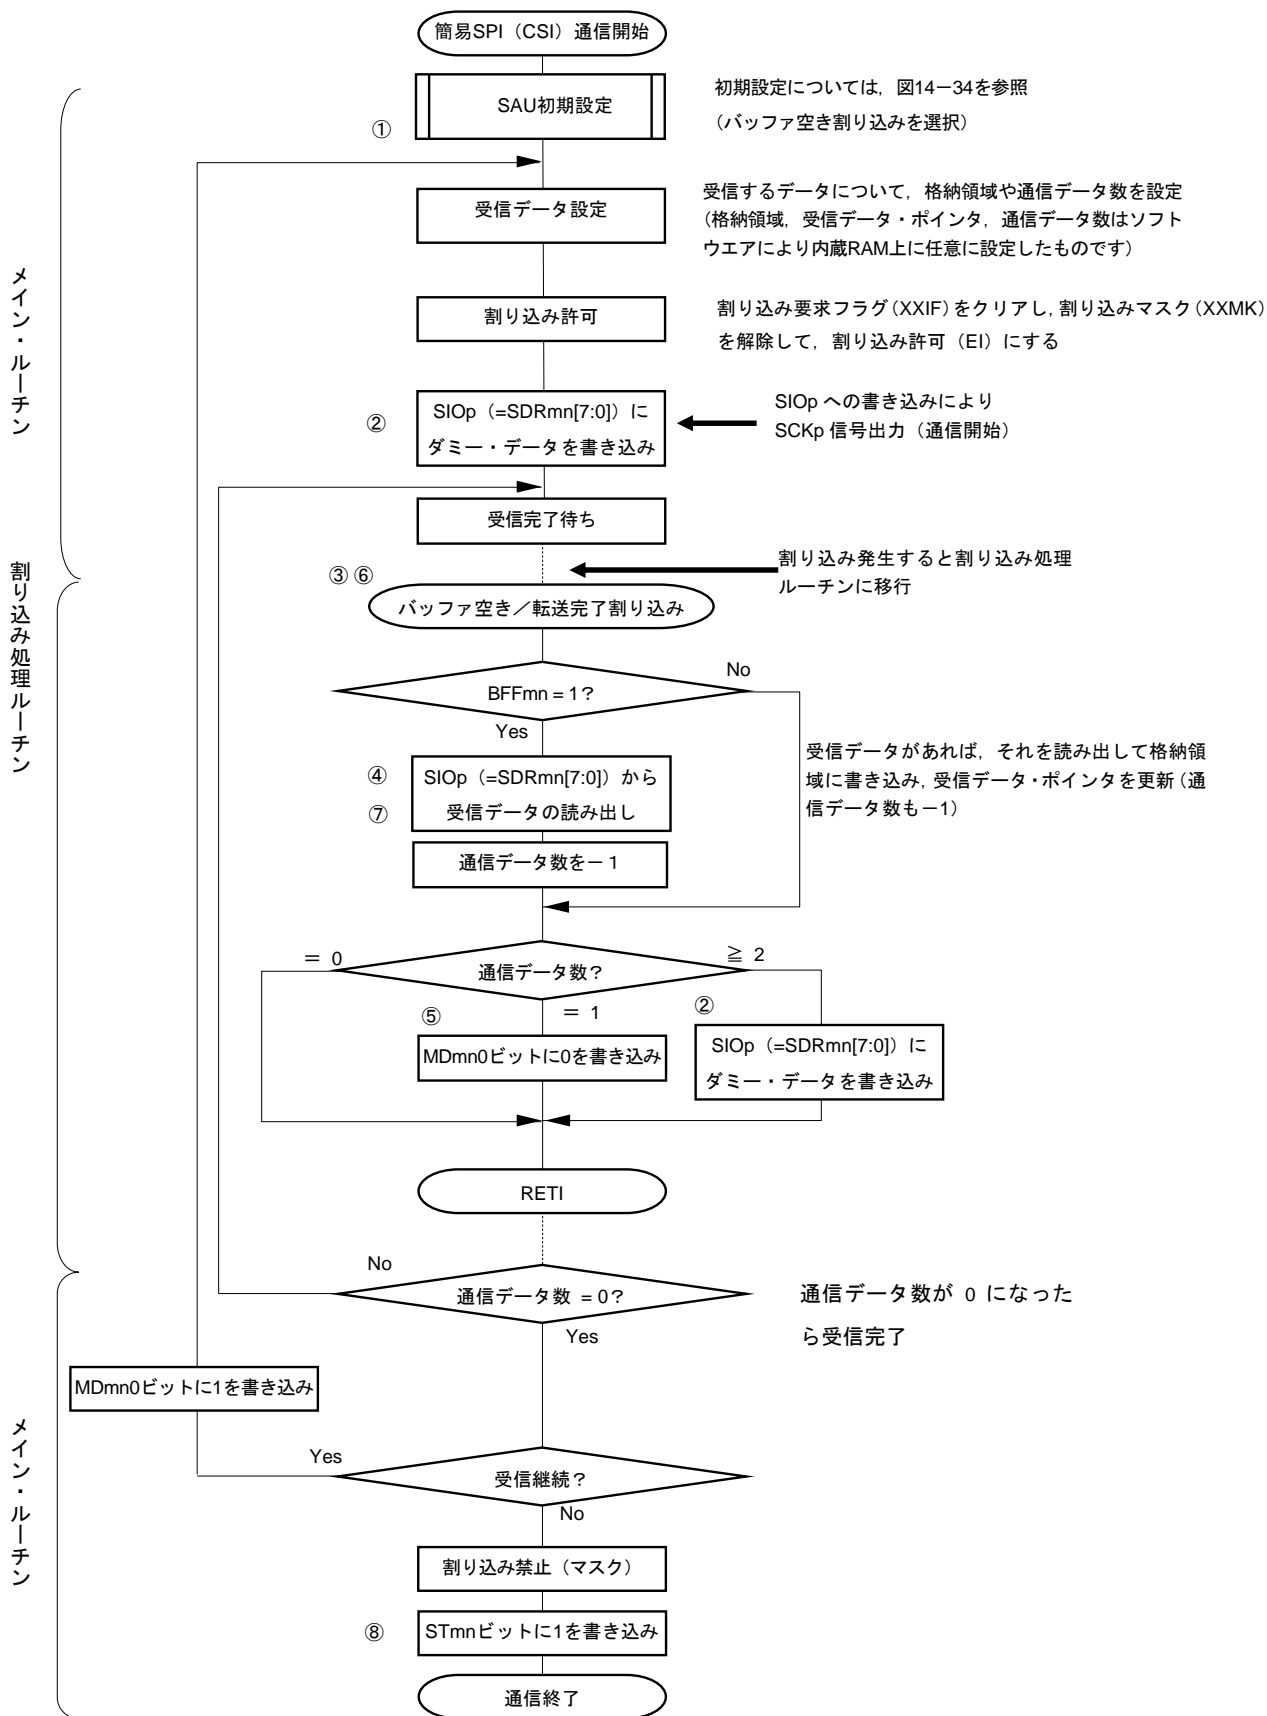 簡易SPI（CSI）通信開始
SAU初期設定
初期設定については，図14－34を参照
（バッファ空き割り込みを選択）
①
受信データ設定
受信するデータについて，格納領域や通信データ数を設定
（格納領域，受信データ・ポインタ，通信データ数はソフト
ウエアにより内蔵RAM上に任意に設定したものです）
メイン・ルーチン
割り込み許可
割り込み要求フラグ（XXIF）をクリアし，割り込みマスク（XXMK）
を解除して，割り込み許可（EI）にする
②
SIOp（=SDRmn[7:0]）に
ダミー・データを書き込み
SIOp への書き込みにより
SCKp 信号出力（通信開始）
受信完了待ち
③⑥
割り込み発生すると割り込み処理
ルーチンに移行
バッファ空き／転送完了割り込み
割り込み処理ルーチン
BFFmn = 1？
No
Yes
④
⑦
SIOp（=SDRmn[7:0]）から
受信データの読み出し
受信データがあれば，それを読み出して格納領
域に書き込み，受信データ・ポインタを更新（通
信データ数も－1）
通信データ数を－１
通信データ数？
＝ 0
≧ 2
＝ 1
⑤
MDmn0ビットに0を書き込み
②
SIOp（=SDRmn[7:0]）に
ダミー・データを書き込み
RETI
No
通信データ数 =0？
Yes
通信データ数が 0 になった
ら受信完了
MDmn0ビットに1を書き込み
メイン・ルーチン
Yes
受信継続？
No
割り込み禁止（マスク）
⑧
STmnビットに1を書き込み
通信終了